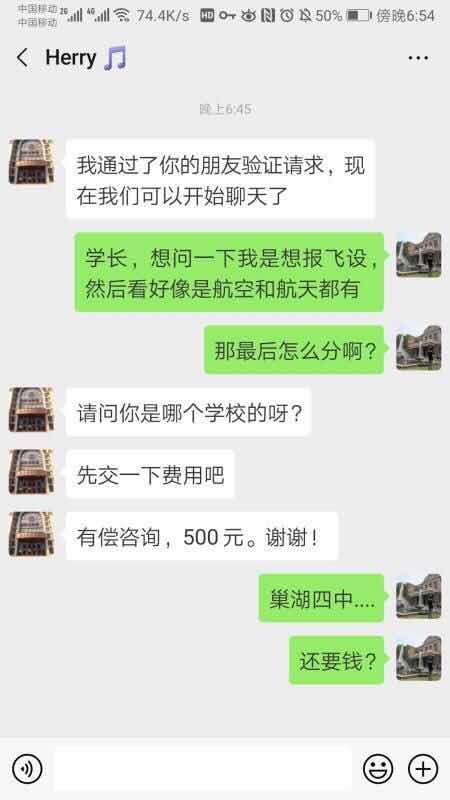 中国移动 2G 4G 74.4K/s HD 50% 傍晚6:54
中国移动
Herry
晚上6:45
我通过了你的朋友验证请求，现
在我们可以开始聊天了
学长，想问一下我是想报飞设，
然后看好像是航空和航天都有
那最后怎么分啊？
请问你是哪个学校的呀？
先交一下费用吧
有偿咨询，500元。谢谢！
巢湖四中....
还要钱？